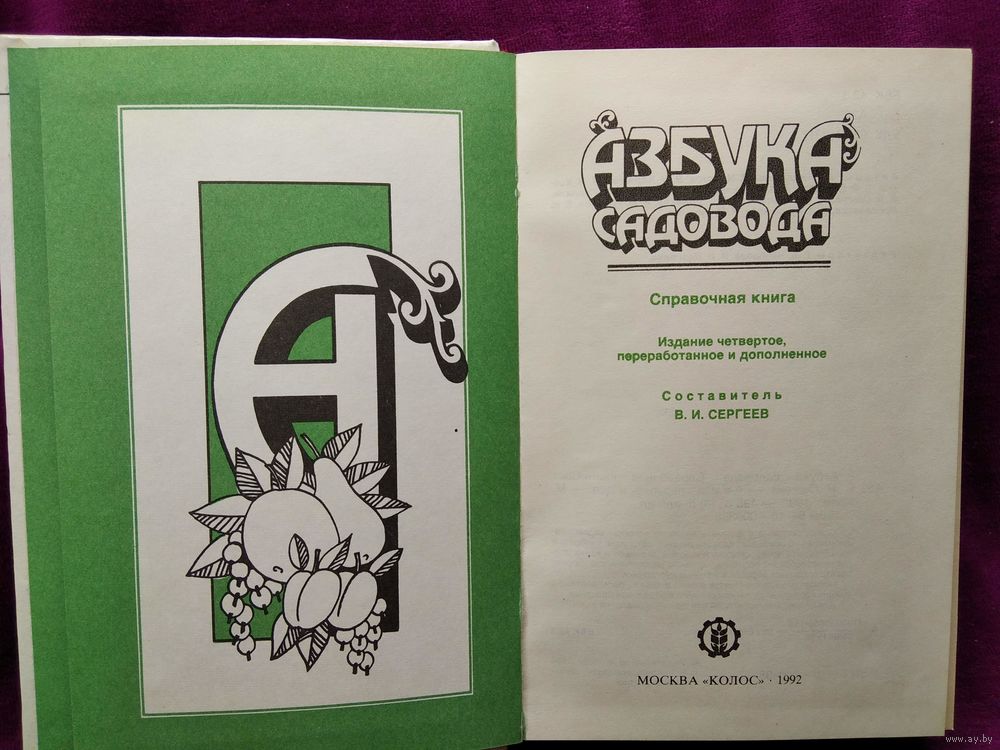 А
АЗБУКА
САДОВОДА
Справочная книга
Издание четвертое,
переработанное и дополненное
Составитель
В. И. СЕРГЕЕВ
МОСКВА «КОЛОС» · 1992
www.ay.by